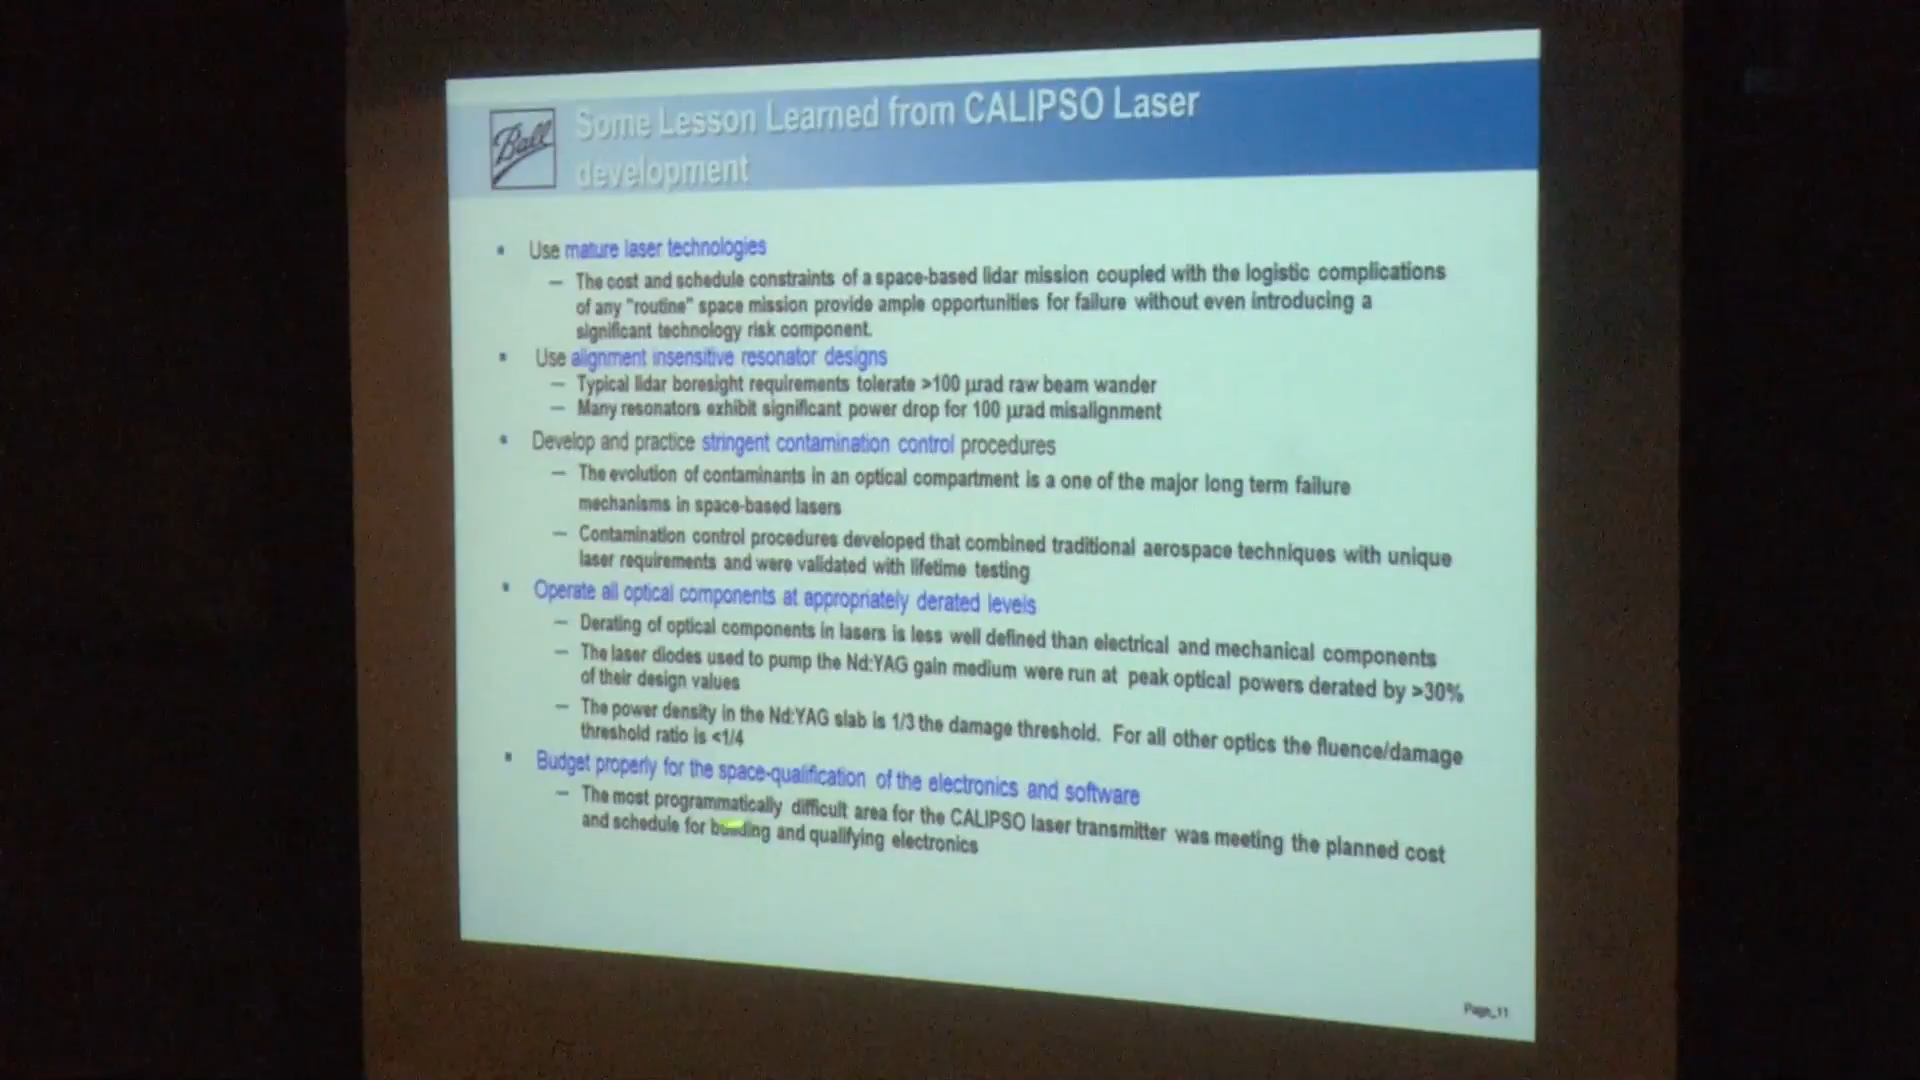 Ball
Some Lesson Learned from CALIPSO Laser
development
• Use mature laser technologies
– The cost and schedule constraints of a space-based lidar mission coupled with the logistic complications
of any "routine" space mission provide ample opportunities for failure without even introducing a
significant technology risk component.
• Use alignment insensitive resonator designs
– Typical lidar boresight requirements tolerate >100 µrad raw beam wander
– Many resonators exhibit significant power drop for 100 µrad misalignment
• Develop and practice stringent contamination control procedures
– The evolution of contaminants in an optical compartment is a one of the major long term failure
mechanisms in space-based lasers
– Contamination control procedures developed that combined traditional aerospace techniques with unique
laser requirements and were validated with lifetime testing
• Operate all optical components at appropriately derated levels
– Derating of optical components in lasers is less well defined than electrical and mechanical components
– The laser diodes used to pump the Nd:YAG gain medium were run at peak optical powers derated by >30%
of their design values
– The power density in the Nd:YAG slab is 1/3 the damage threshold. For all other optics the fluence/damage
threshold ratio is <1/4
• Budget properly for the space-qualification of the electronics and software
– The most programmatically difficult area for the CALIPSO laser transmitter was meeting the planned cost
and schedule for building and qualifying electronics
Page_11